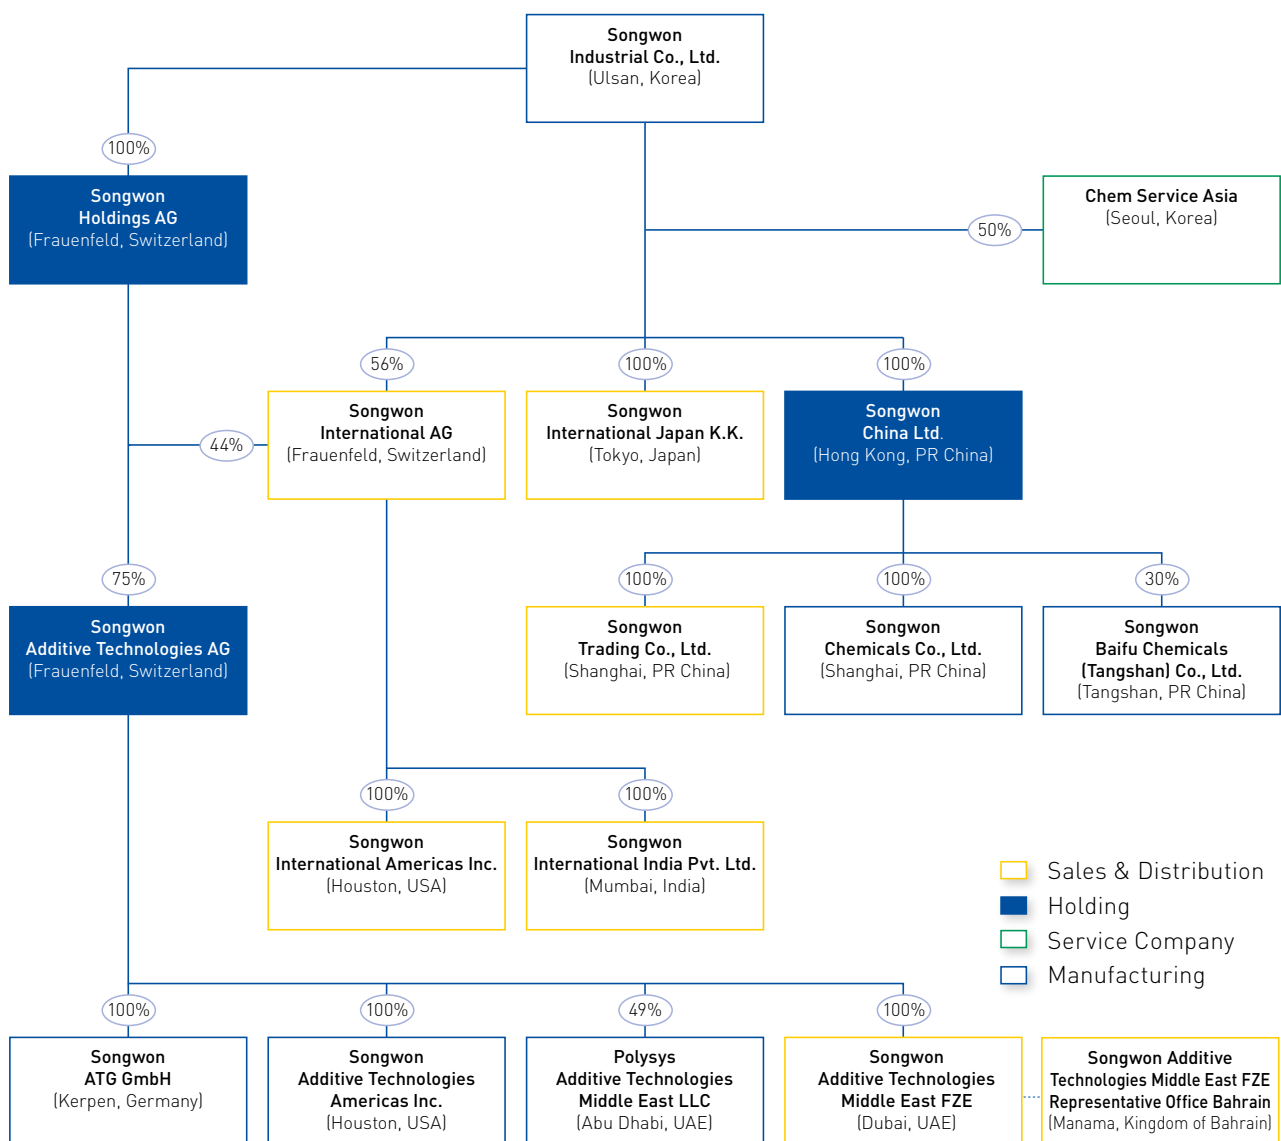 Songwon
Industrial Co., Ltd.
(Ulsan, Korea)
100%
Songwon
Holdings AG
(Frauenfeld, Switzerland)
Chem Service Asia
(Seoul, Korea)
50%
56%
100%
100%
Songwon
International AG
(Frauenfeld, Switzerland)
Songwon
International Japan K.K.
(Tokyo, Japan)
Songwon
China Ltd.
(Hong Kong, PR China)
44%
75%
100%
100%
30%
Songwon
Additive Technologies AG
(Frauenfeld, Switzerland)
Songwon
Trading Co., Ltd.
(Shanghai, PR China)
Songwon
Chemicals Co., Ltd.
(Shanghai, PR China)
Songwon
Baifu Chemicals
(Tangshan) Co., Ltd.
(Tangshan, PR China)
100%
100%
Songwon
International Americas Inc.
(Houston, USA)
Songwon
International India Pvt. Ltd.
(Mumbai, India)
Sales & Distribution
Holding
Service Company
Manufacturing
100%
100%
49%
100%
Songwon
ATG GmbH
(Kerpen, Germany)
Songwon
Additive Technologies
Americas Inc.
(Houston, USA)
Polysys
Additive Technologies
Middle East LLC
(Abu Dhabi, UAE)
Songwon
Additive Technologies
Middle East FZE
(Dubai, UAE)
Songwon Additive
Technologies Middle East FZE
Representative Office Bahrain
(Manama, Kingdom of Bahrain)